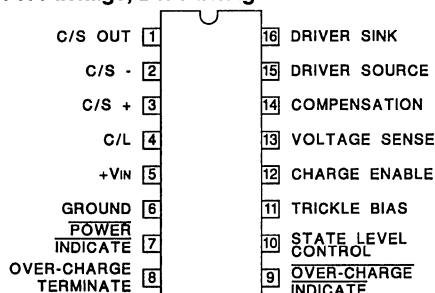 C/S OUT 1 16 DRIVER SINK
C/S - 2 15 DRIVER SOURCE
C/S + 3 14 COMPENSATION
C/L 4 13 VOLTAGE SENSE
+VIN 5 12 CHARGE ENABLE
GROUND 6 11 TRICKLE BIAS
POWER INDICATE 7 10 STATE LEVEL CONTROL
OVER-CHARGE TERMINATE 8 9 OVER-CHARGE INDICATE